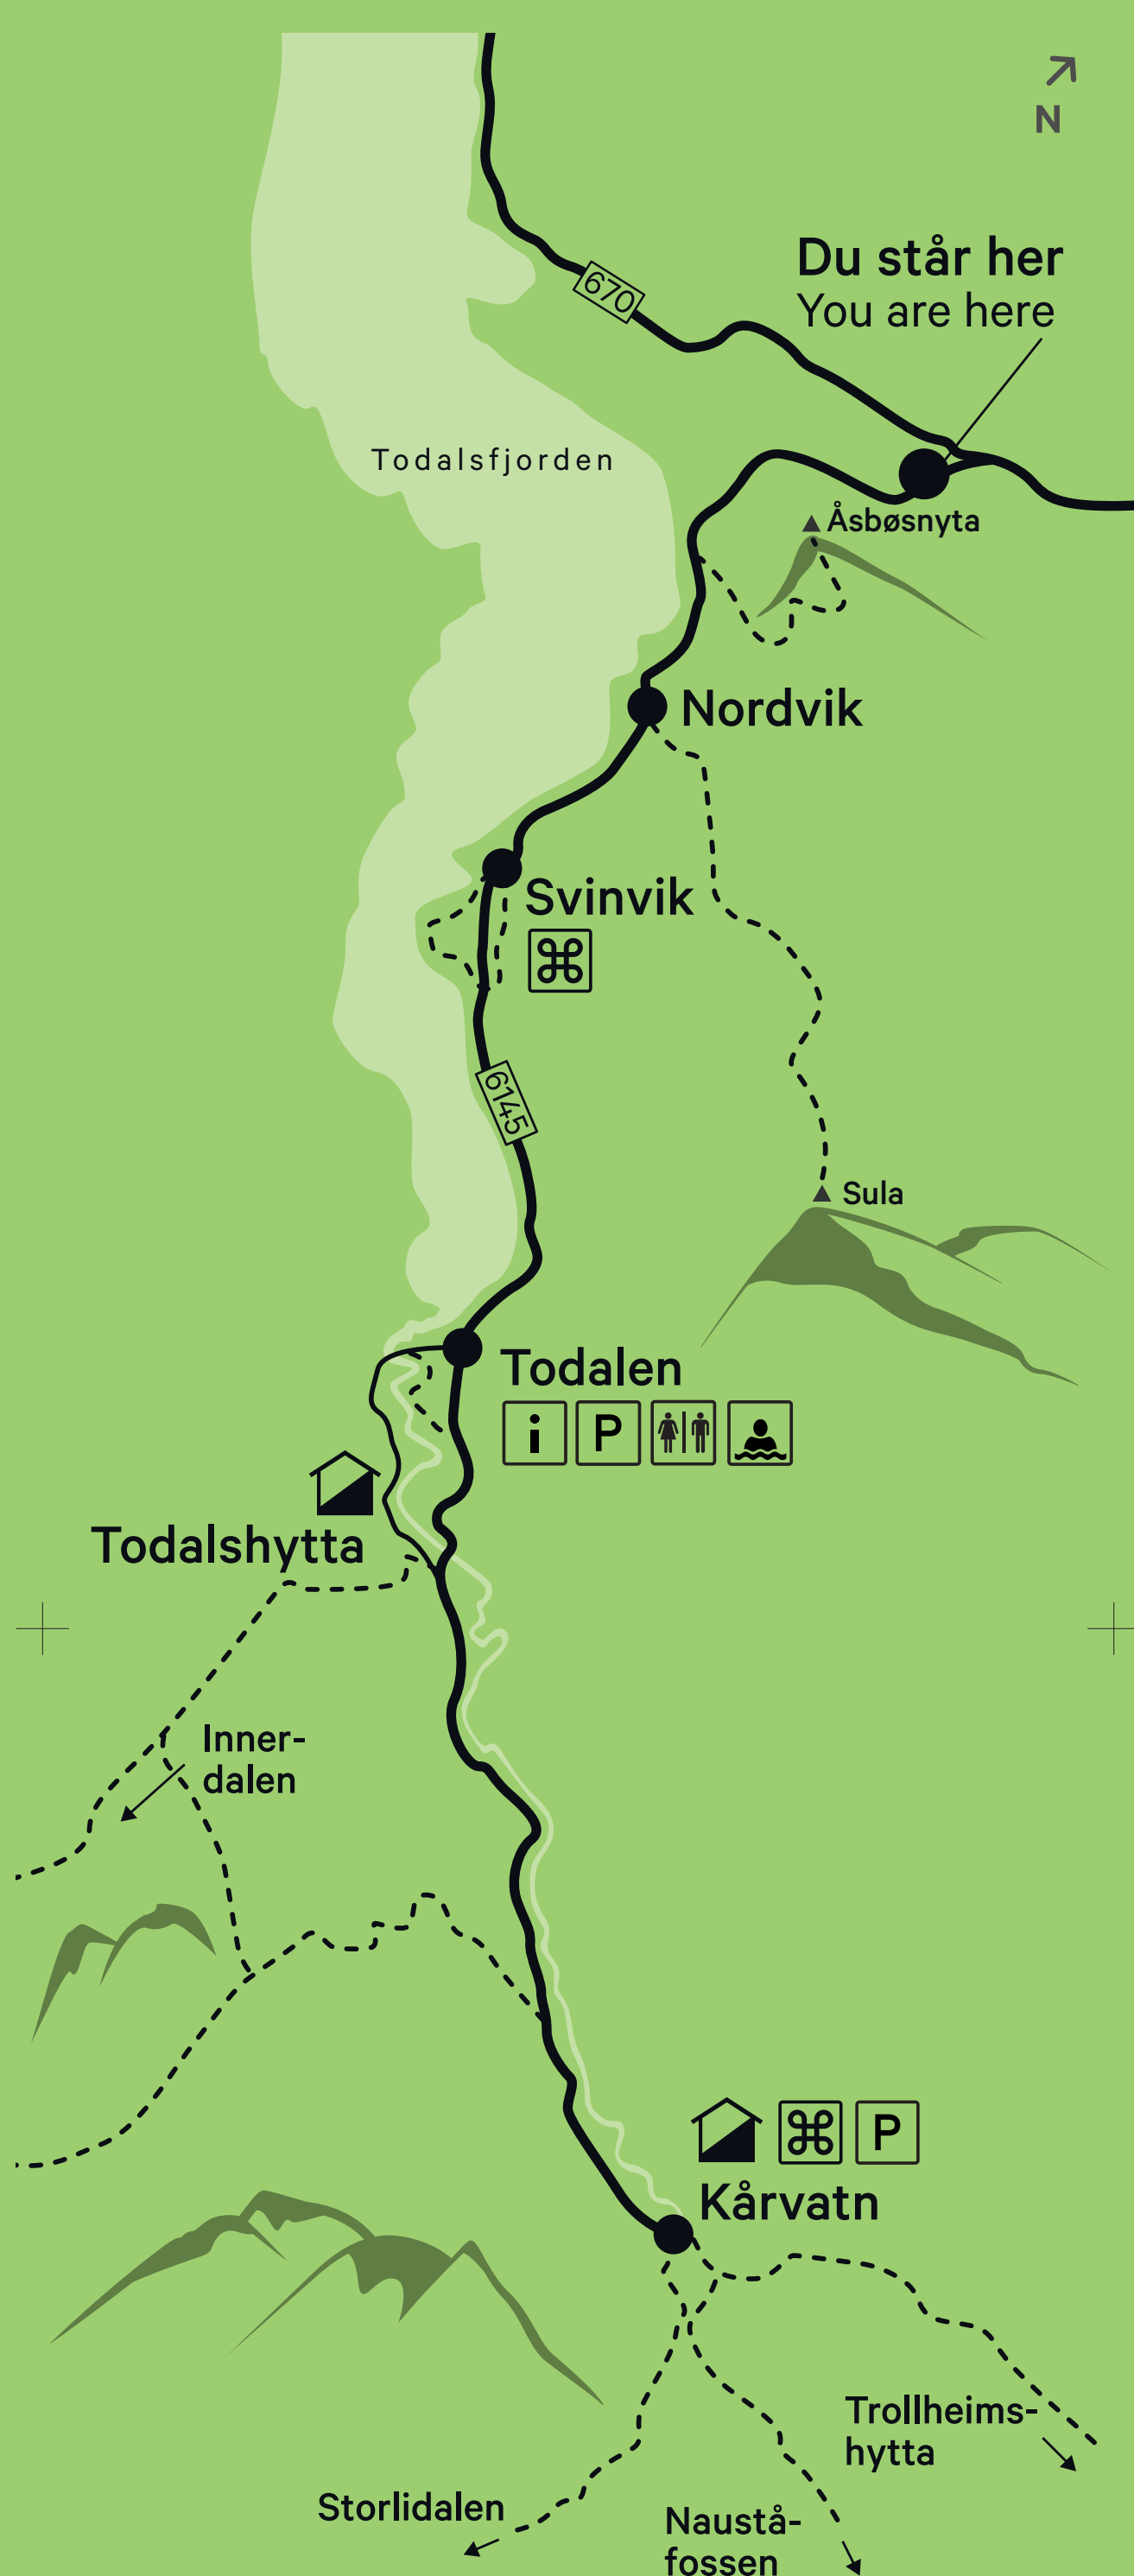 N
Du står her
You are here
670
Todalsfjorden
Åsbøsnyta
Nordvik
Svinvik
6145
Sula
Todalen
i
P
Todalshytta
Inner-
dalen
P
Kårvatn
Trollheims-
hytta
Storlidalen
Naustå-
fossen